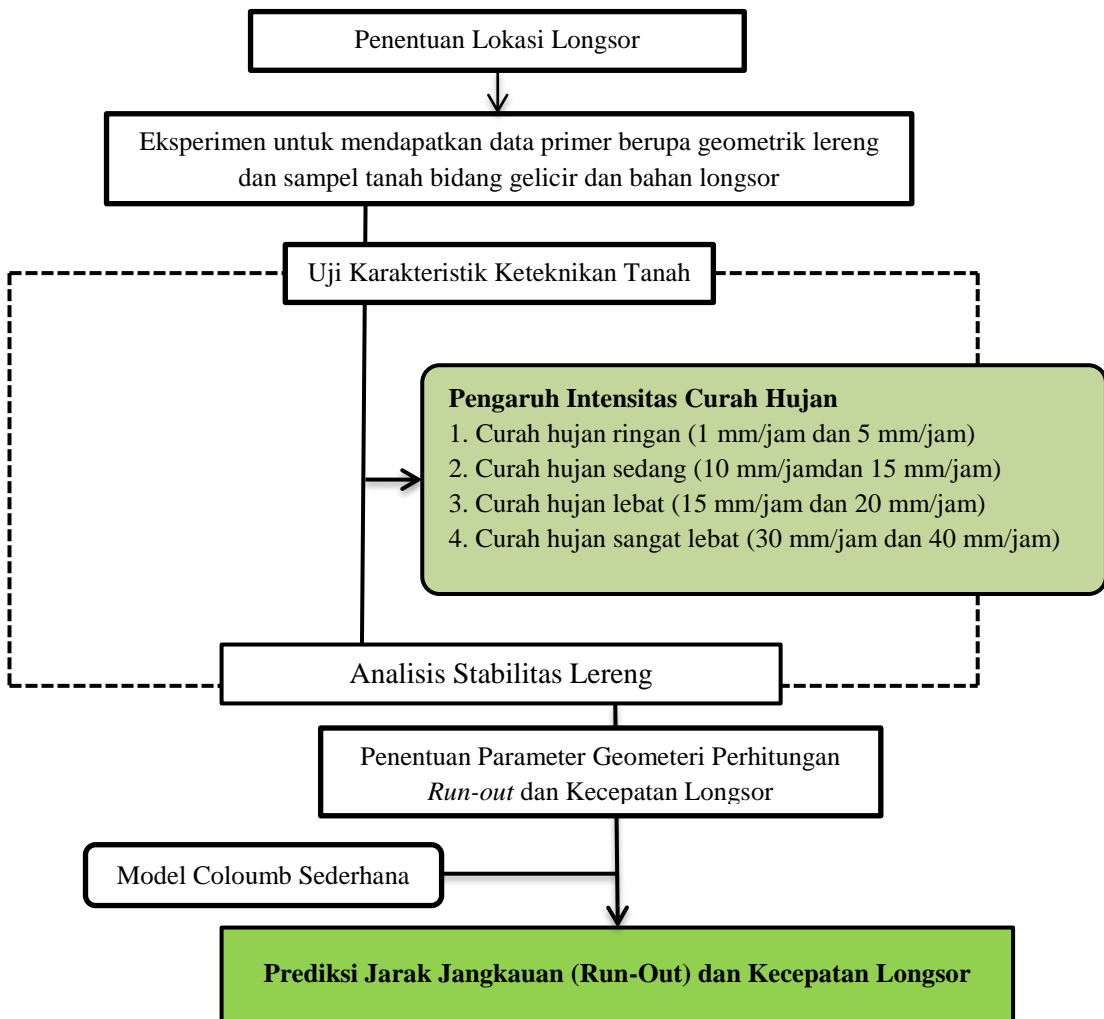 Penentuan Lokasi Longsor
Eksperimen untuk mendapatkan data primer berupa geometrik lereng
dan sampel tanah bidang gelicir dan bahan longsor
Uji Karakteristik Keteknikan Tanah
Pengaruh Intensitas Curah Hujan
1. Curah hujan ringan (1 mm/jam dan 5 mm/jam)
2. Curah hujan sedang (10 mm/jamdan 15 mm/jam)
3. Curah hujan lebat (15 mm/jam dan 20 mm/jam)
4. Curah hujan sangat lebat (30 mm/jam dan 40 mm/jam)
Analisis Stabilitas Lereng
Penentuan Parameter Geometeri Perhitungan
Run-out dan Kecepatan Longsor
Model Coloumb Sederhana
Prediksi Jarak Jangkauan (Run-Out) dan Kecepatan Longsor